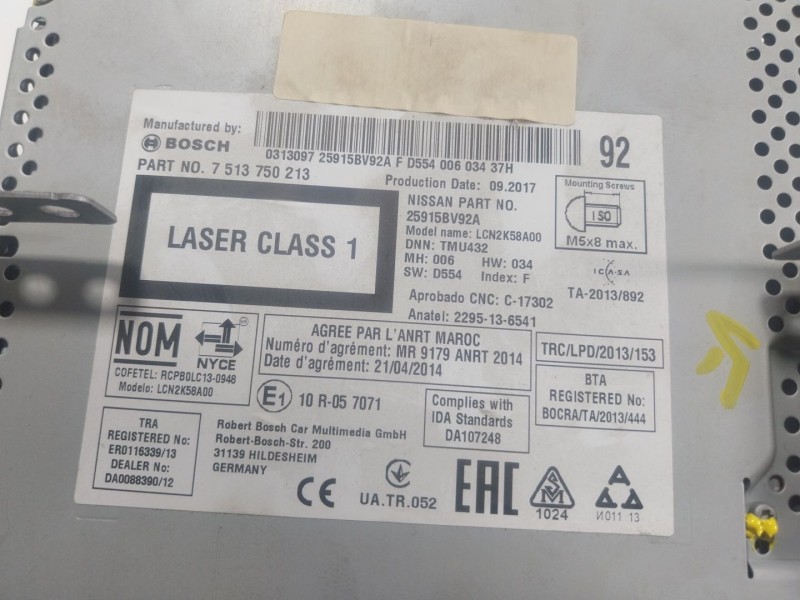 Manufactured by:
BOSCH
0313097 25915BV92A F D554 006 034 37H
92
PART NO. 7 513 750 213
Production Date: 09.2017
LASER CLASS 1
NISSAN PART NO.
25915BV92A
Model name: LCN2K58A00
DNN: TMU432
MH: 006 HW: 034
SW: D554 Index: F
Mounting Screws
ISO
M5x8 max.
ICASA
TA-2013/892
Aprobado CNC: C-17302
Anatel: 2295-13-6541
NOM
NYCE
COFETEL: RCPBOLC13-0948
Modelo: LCN2K58A00
AGREE PAR L'ANRT MAROC
Numéro d'agrément: MR 9179 ANRT 2014
Date d'agrément: 21/04/2014
TRC/LPD/2013/153
BTA
REGISTERED No:
BOCRA/TA/2013/444
E1 10 R-05 7071
Complies with
IDA Standards
DA107248
TRA
REGISTERED No:
ER0116339/13
DEALER No:
DA0088390/12
Robert Bosch Car Multimedia GmbH
Robert-Bosch-Str. 200
31139 HILDESHEIM
GERMANY
CE
UA.TR.052
EAC
SM
1024
И011 13